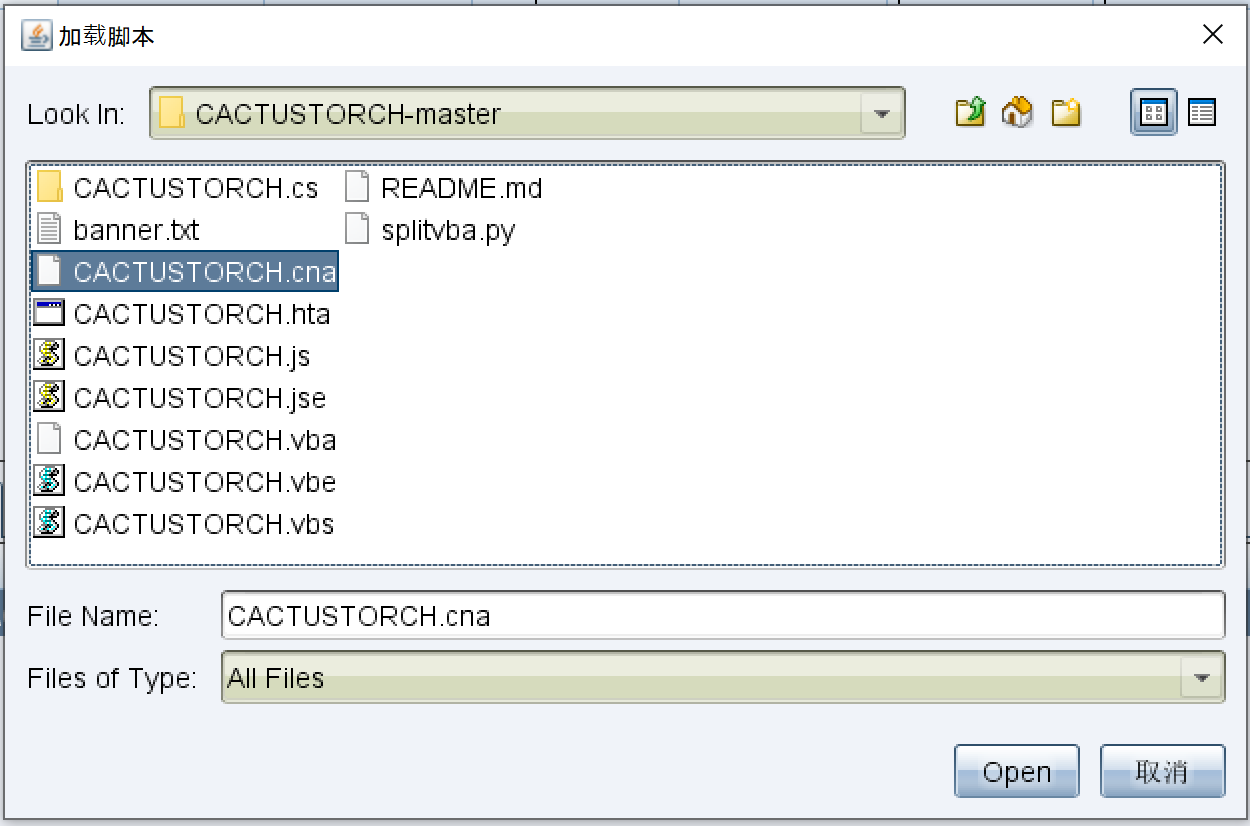 加载脚本
Look In: CACTUSTORCH-master
CACTUSTORCH.cs README.md
banner.txt splitvba.py
CACTUSTORCH.cna
CACTUSTORCH.hta
CACTUSTORCH.js
CACTUSTORCH.jse
CACTUSTORCH.vba
CACTUSTORCH.vbe
CACTUSTORCH.vbs
File Name: CACTUSTORCH.cna
Files of Type: All Files
Open 取消